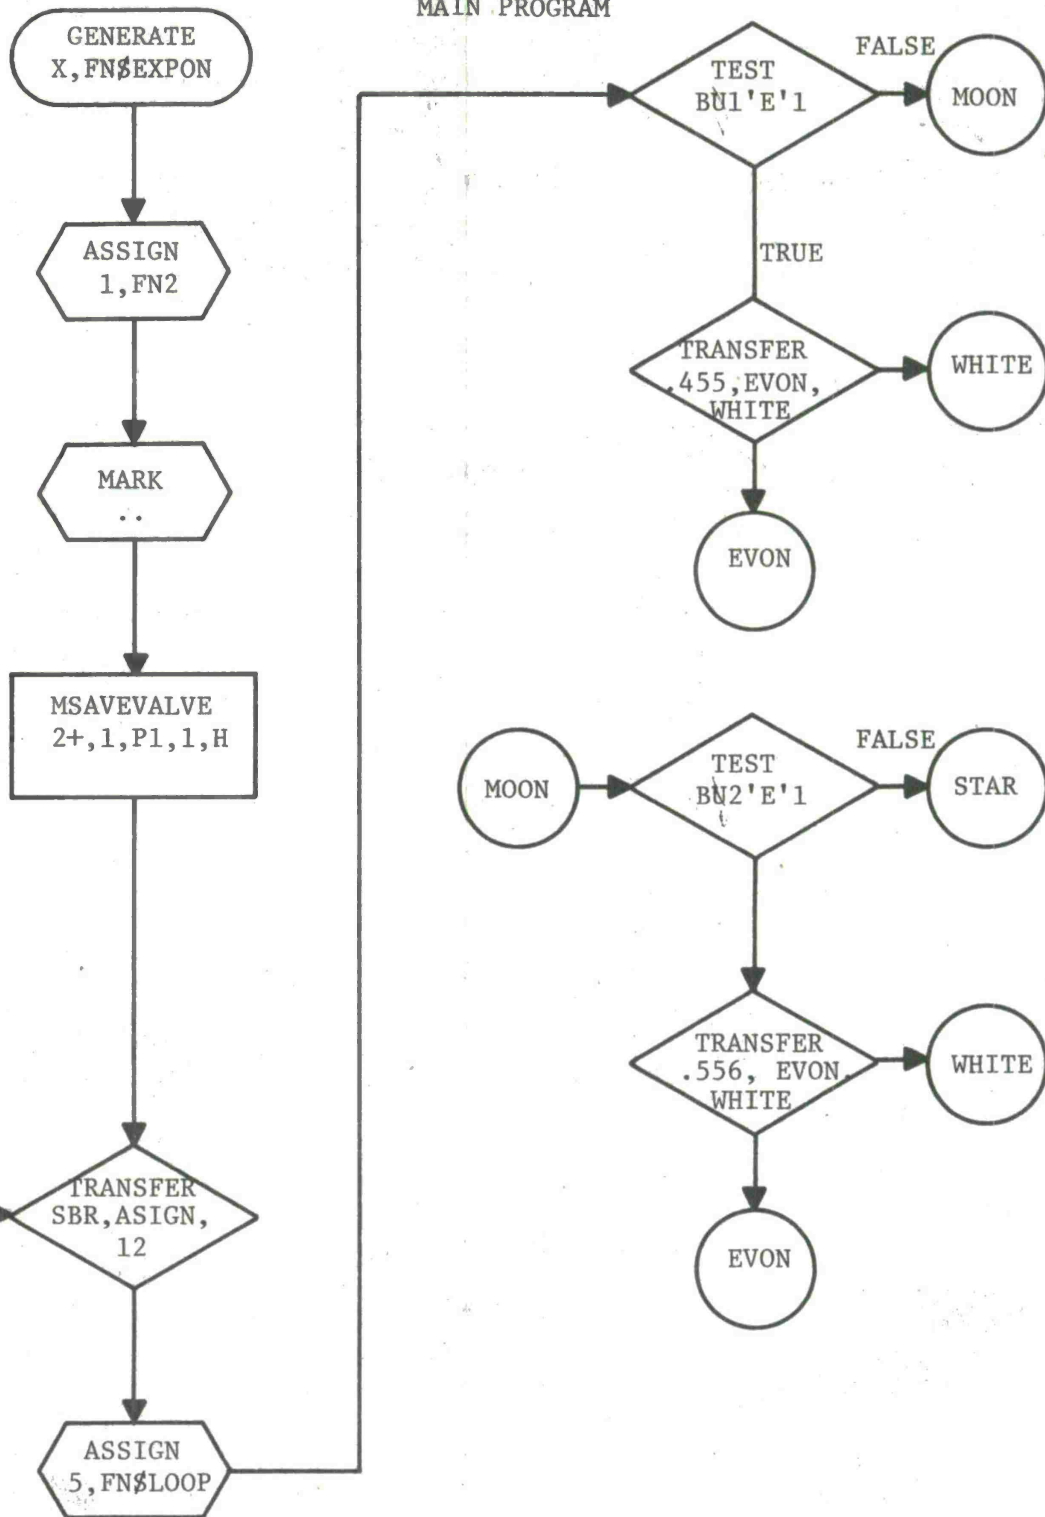 MAIN PROGRAM
GENERATE
X,FN$EXPON
ASSIGN
1,FN2
MARK
..
MSAVEVALVE
2+,1,P1,1,H
TRANSFER
SBR,ASIGN,
12
ASSIGN
5,FN$LOOP
TEST
BU1'E'1
FALSE
MOON
TRUE
TRANSFER
.455,EVON,
WHITE
WHITE
EVON
MOON
TEST
BU2'E'1
FALSE
STAR
TRANSFER
.556, EVON.
WHITE
WHITE
EVON